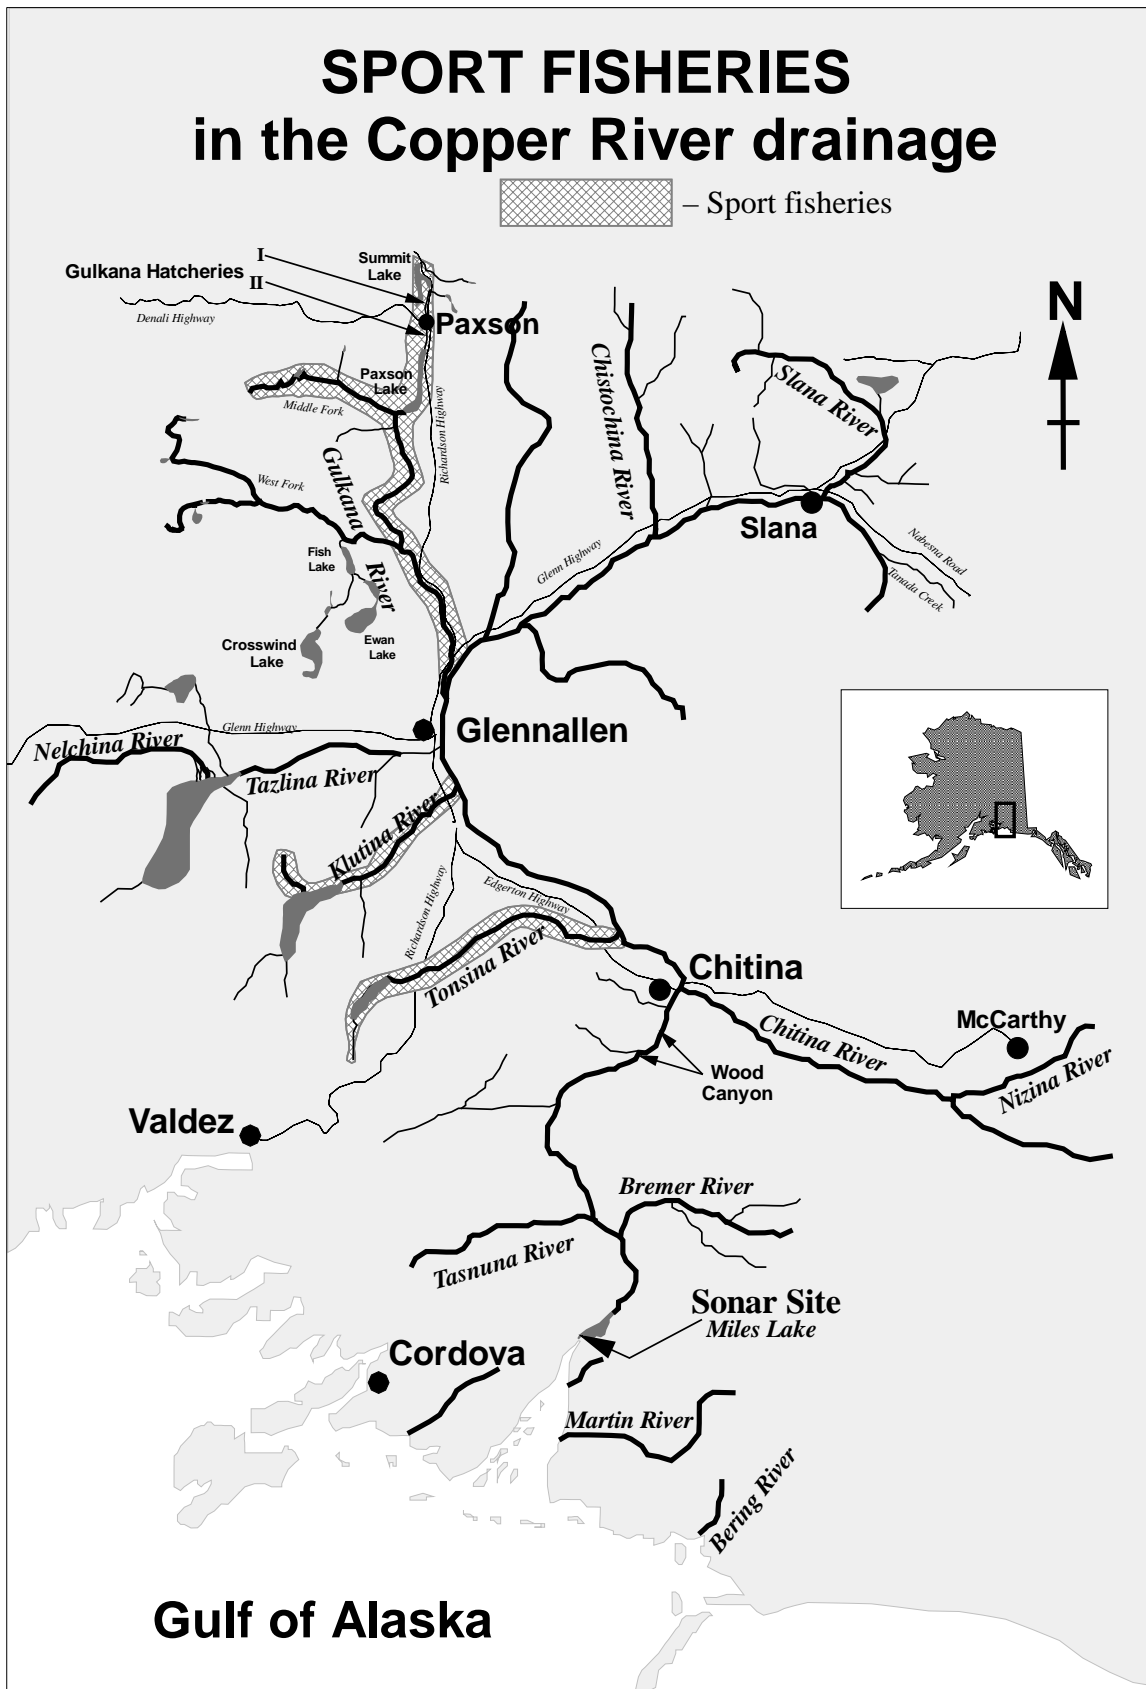 SPORT FISHERIES
in the Copper River drainage
– Sport fisheries
I
Gulkana Hatcheries
II
Summit
Lake
Denali Highway
Paxson
N
Paxson
Lake
Middle Fork
Richardson Highway
Chistochina River
Slana River
Gulkana
River
West Fork
Slana
Fish
Lake
Glenn Highway
Nabesna Road
Tanada Creek
Crosswind
Lake
Ewan
Lake
Glenn Highway
Glennallen
Nelchina River
Tazlina River
Klutina River
Richardson Highway
Edgerton Highway
Tonsina River
Chitina
Chitina River
McCarthy
Nizina River
Wood
Canyon
Valdez
Bremer River
Tasnuna River
Sonar Site
Miles Lake
Cordova
Martin River
Bering River
Gulf of Alaska